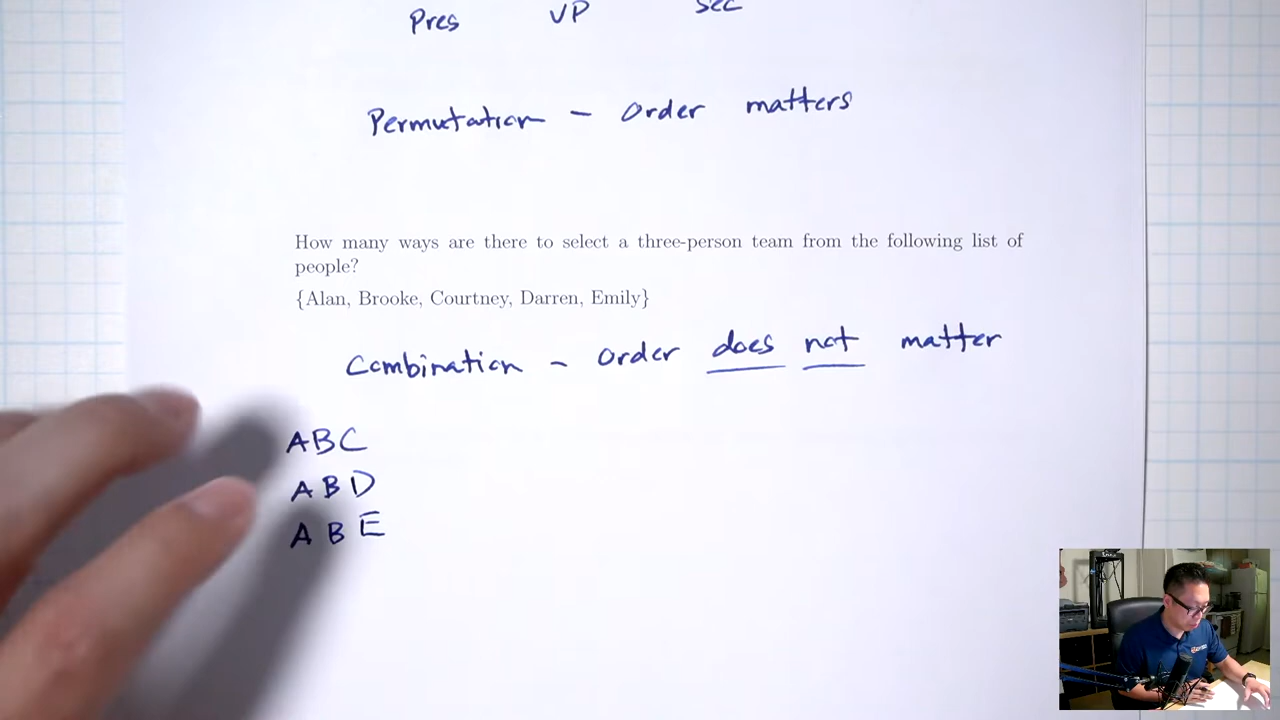 Pres VP Sec
Permutation - Order matters
How many ways are there to select a three-person team from the following list of
people?
{Alan, Brooke, Courtney, Darren, Emily}
Combination - Order does not matter
ABC
ABD
ABE